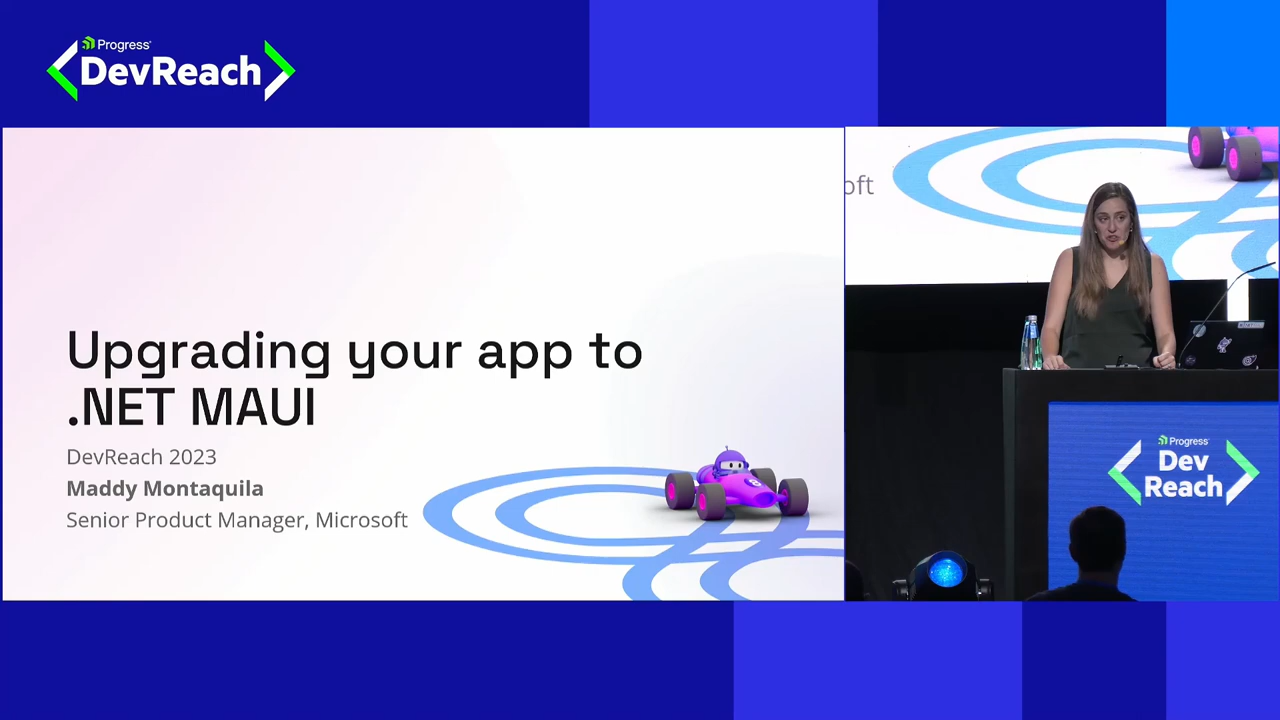 Progress
DevReach
Upgrading your app to
.NET MAUI
DevReach 2023
Maddy Montaquila
Senior Product Manager, Microsoft
oft
Progress
Dev
Reach